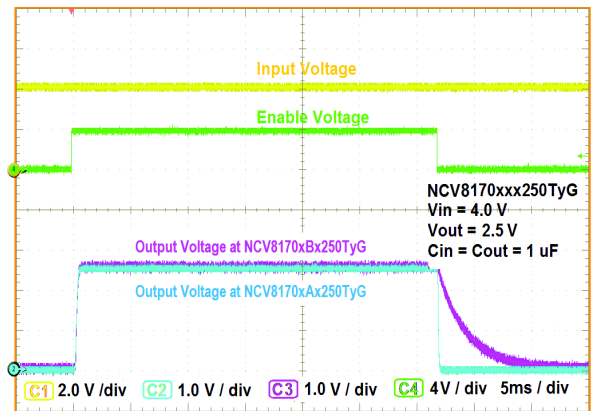 Input Voltage
Enable Voltage
NCV8170xxx250TyG
Vin = 4.0 V
Vout = 2.5 V
Cin = Cout = 1 uF
Output Voltage at NCV8170xBx250TyG
Output Voltage at NCV8170xAx250TyG
4
2
C1 2.0 V /div C2 1.0 V / div C3 1.0 V / div C4 4V / div 5ms / div